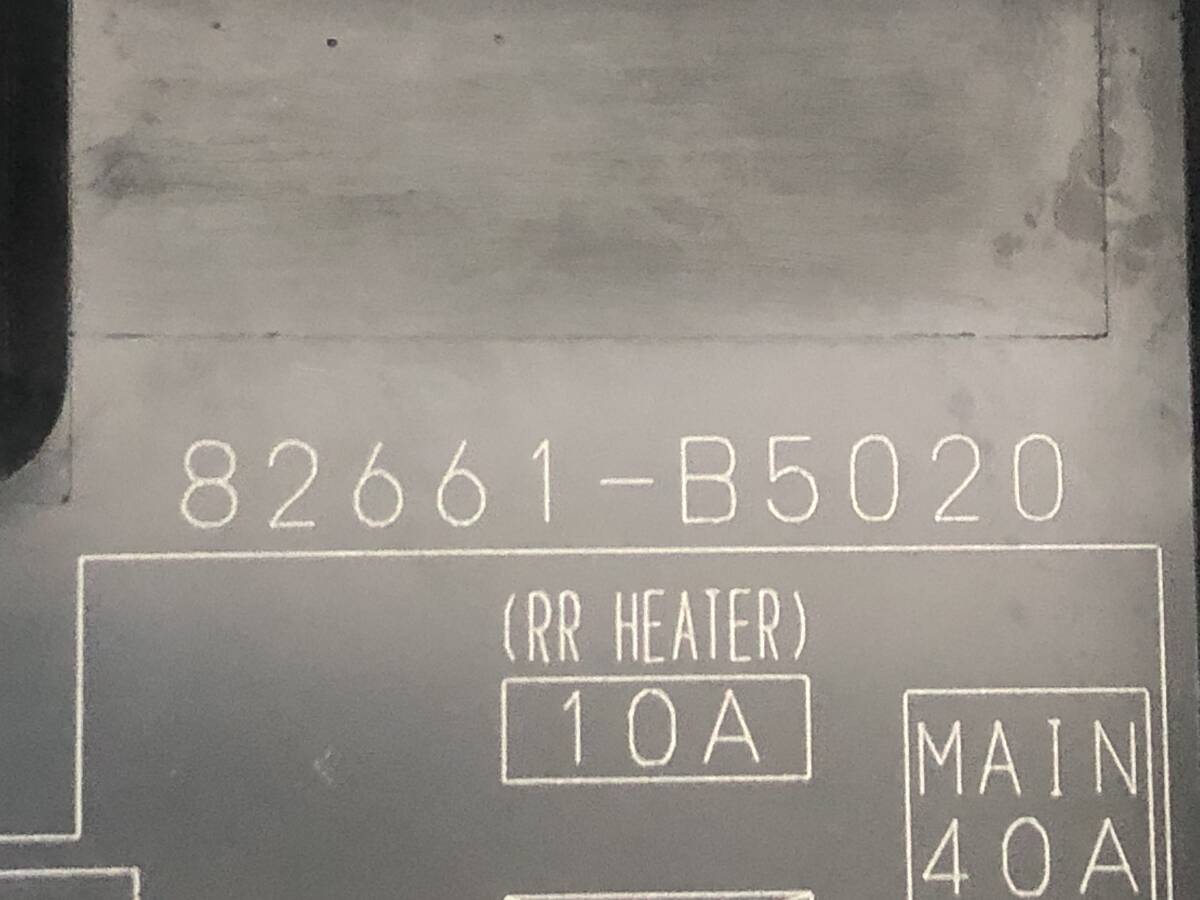 82661-B5020
(RR HEATER)
10A
MAIN
40A